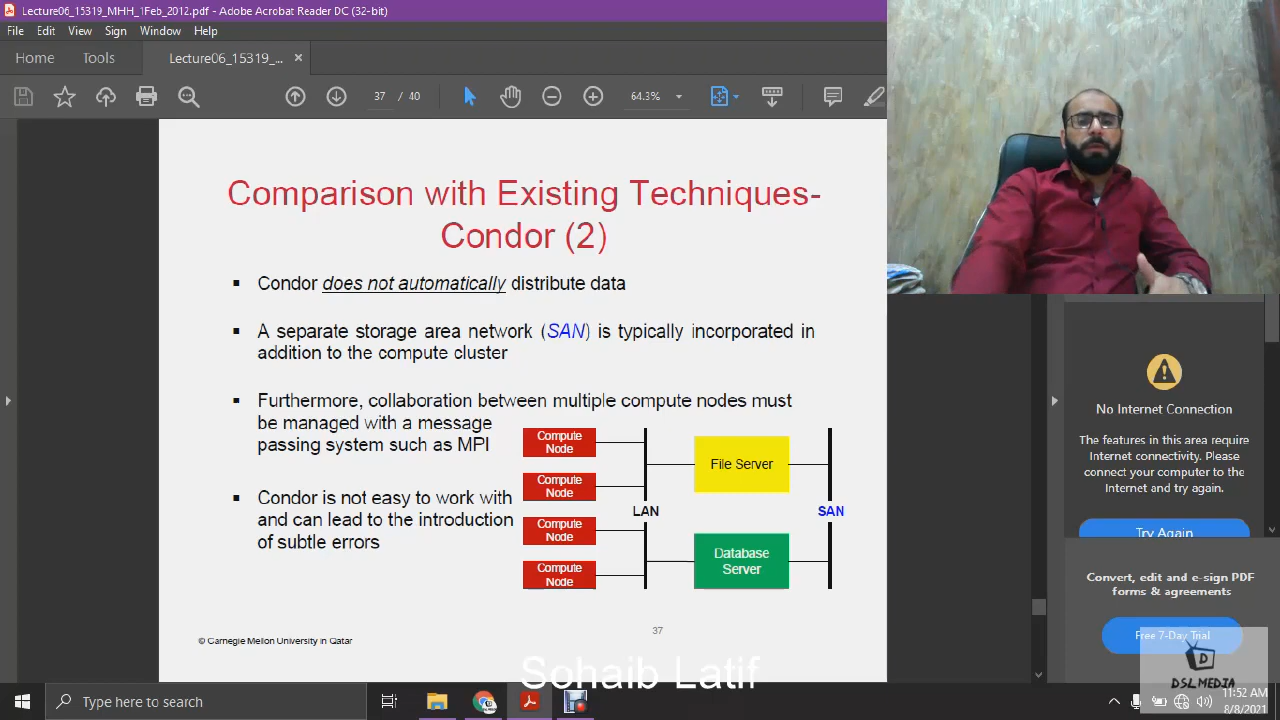 Lecture06_15319_MHH_1Feb_2012.pdf - Adobe Acrobat Reader DC (32-bit)
File Edit View Sign Window Help
Home Tools Lecture06_15319_...
37 / 40 64.3%
Comparison with Existing Techniques-
Condor (2)
Condor does not automatically distribute data
A separate storage area network (SAN) is typically incorporated in
addition to the compute cluster
Furthermore, collaboration between multiple compute nodes must
be managed with a message
passing system such as MPI
Condor is not easy to work with
and can lead to the introduction
of subtle errors
Compute
Node
Compute
Node
Compute
Node
Compute
Node
LAN
File Server
Database
Server
SAN
© Carnegie Mellon University in Qatar
37
No Internet Connection
The features in this area require
Internet connectivity. Please
connect your computer to the
Internet and try again.
Try Again
Convert, edit and e-sign PDF
forms & agreements
Free 7-Day Trial
D
DSL MEDIA
Sohaib Latif
Type here to search
11:52 AM
8/8/2021